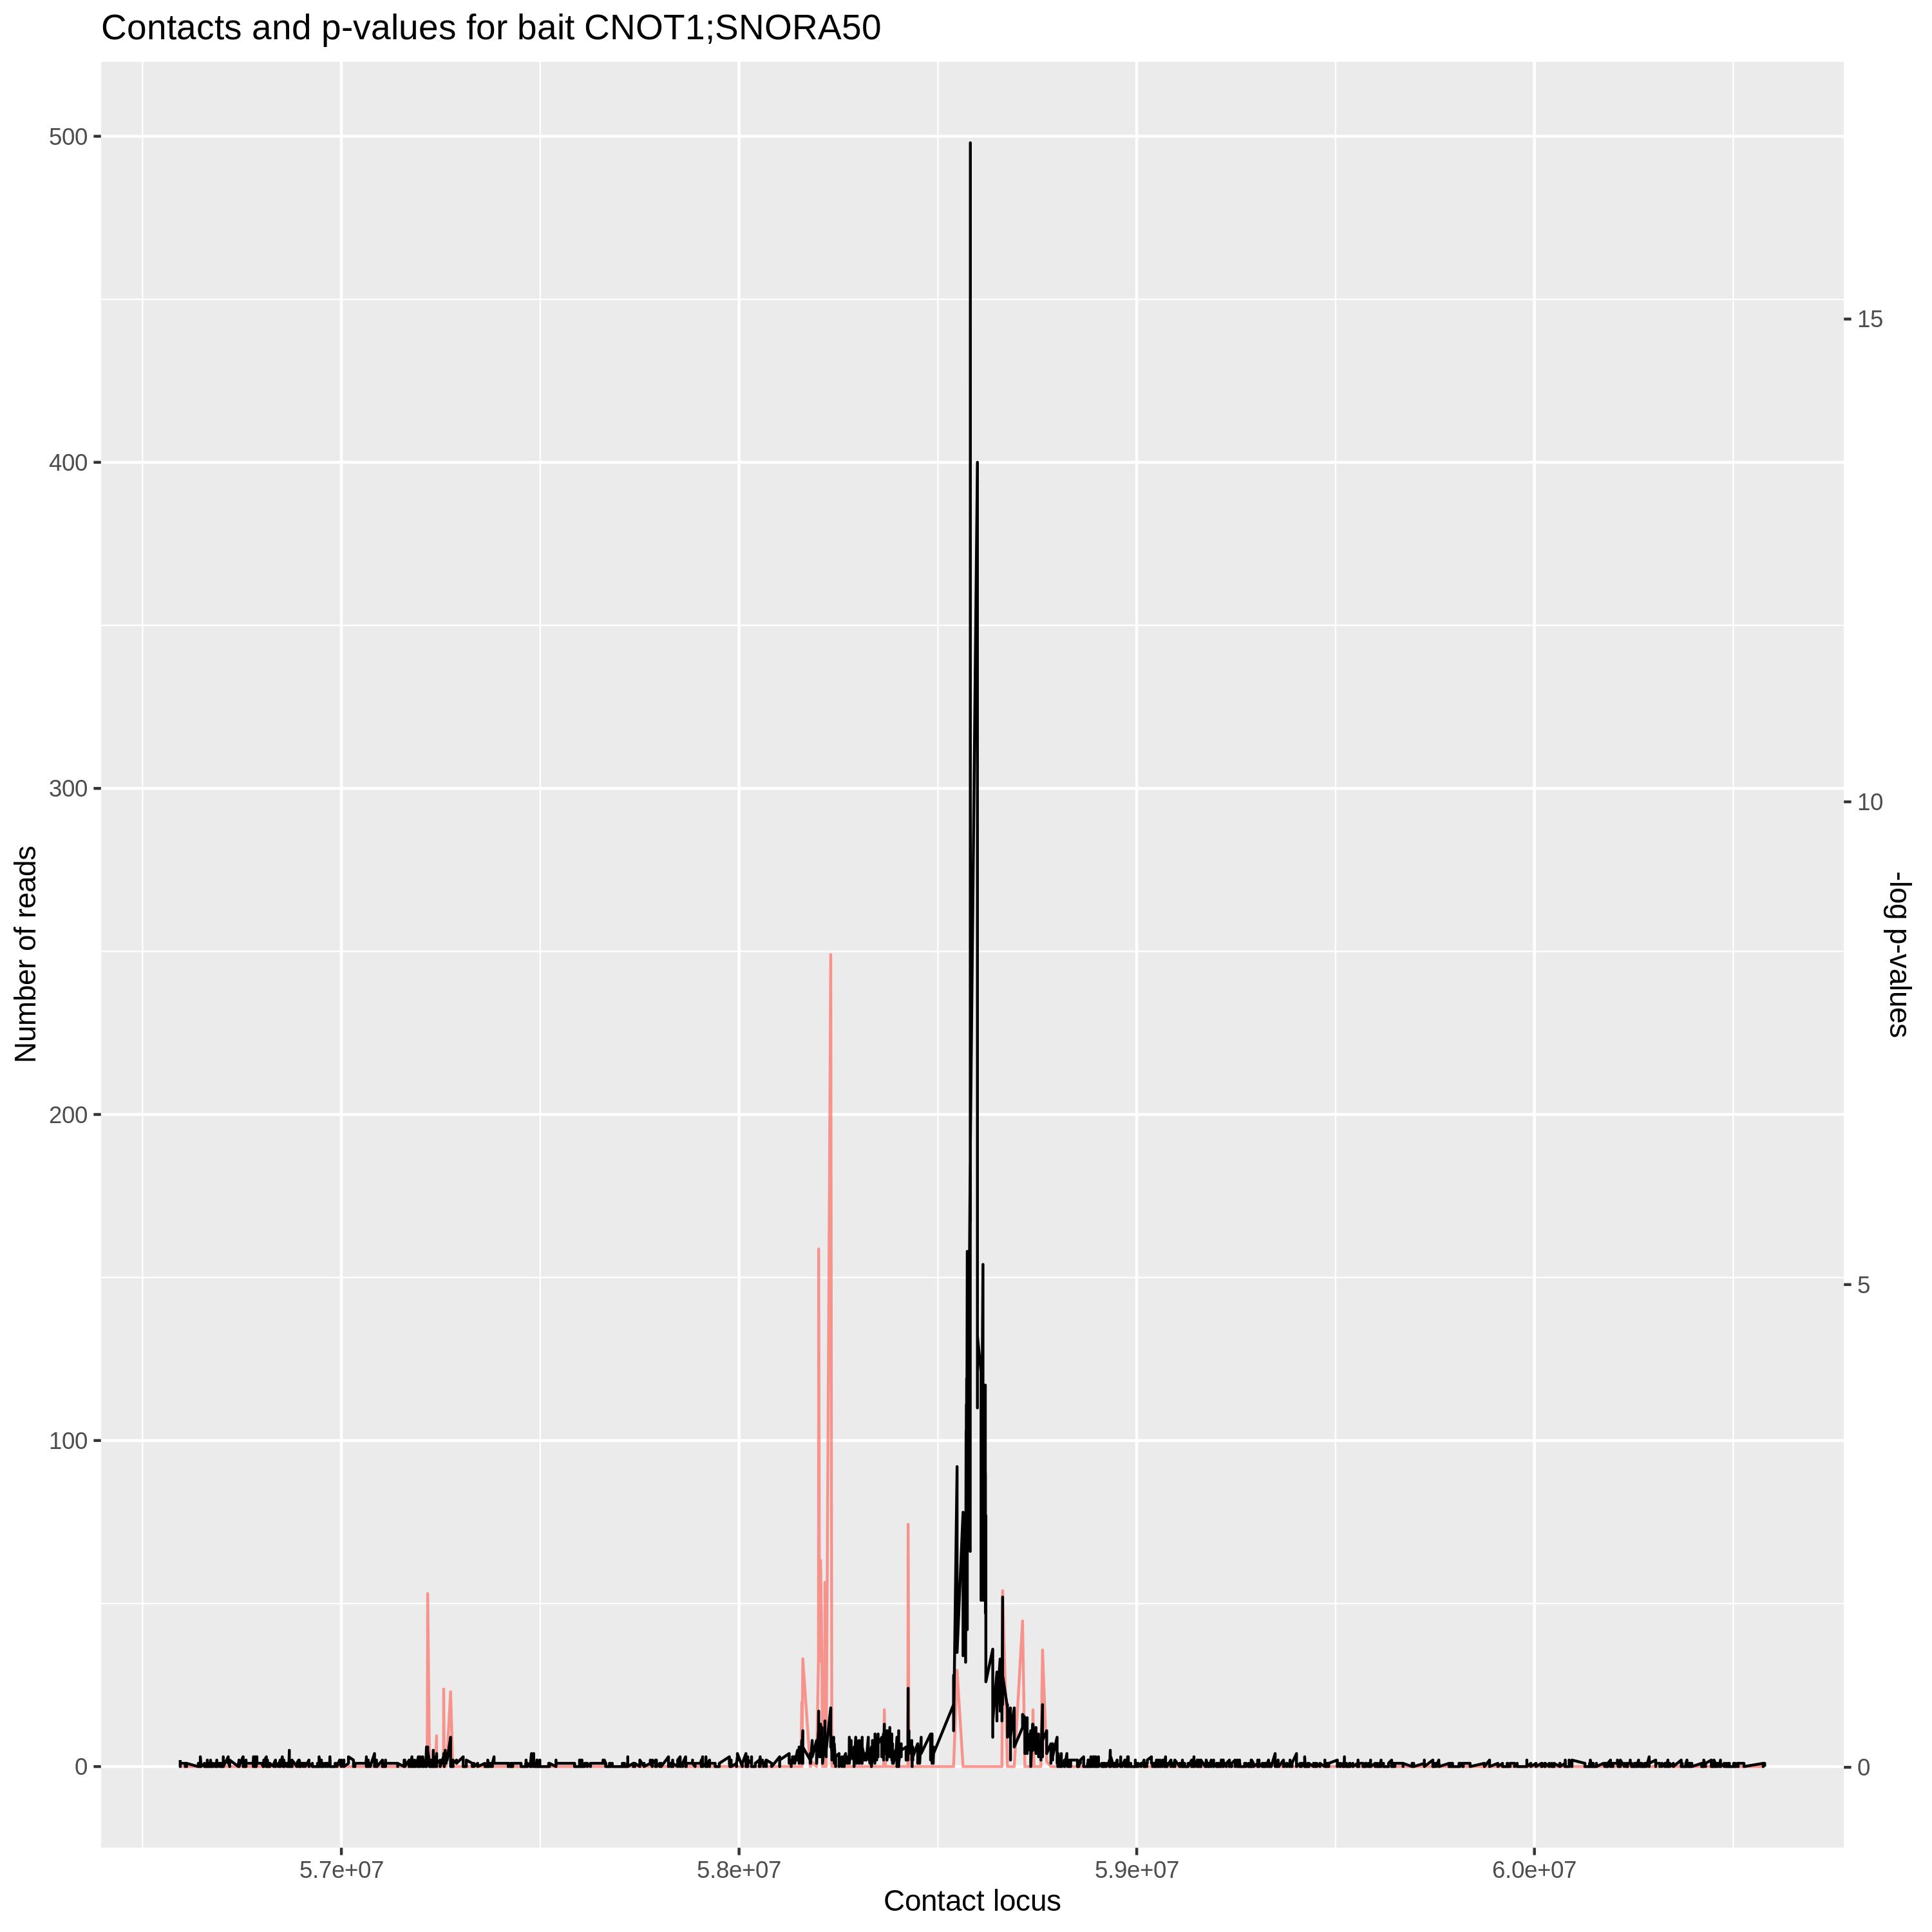 Contacts and p-values for bait CNOT1;SNORA50
500
400
300
200
100
0
Number of reads
15
10
5
0
-log p-values
5.7e+07 5.8e+07 5.9e+07 6.0e+07
Contact locus